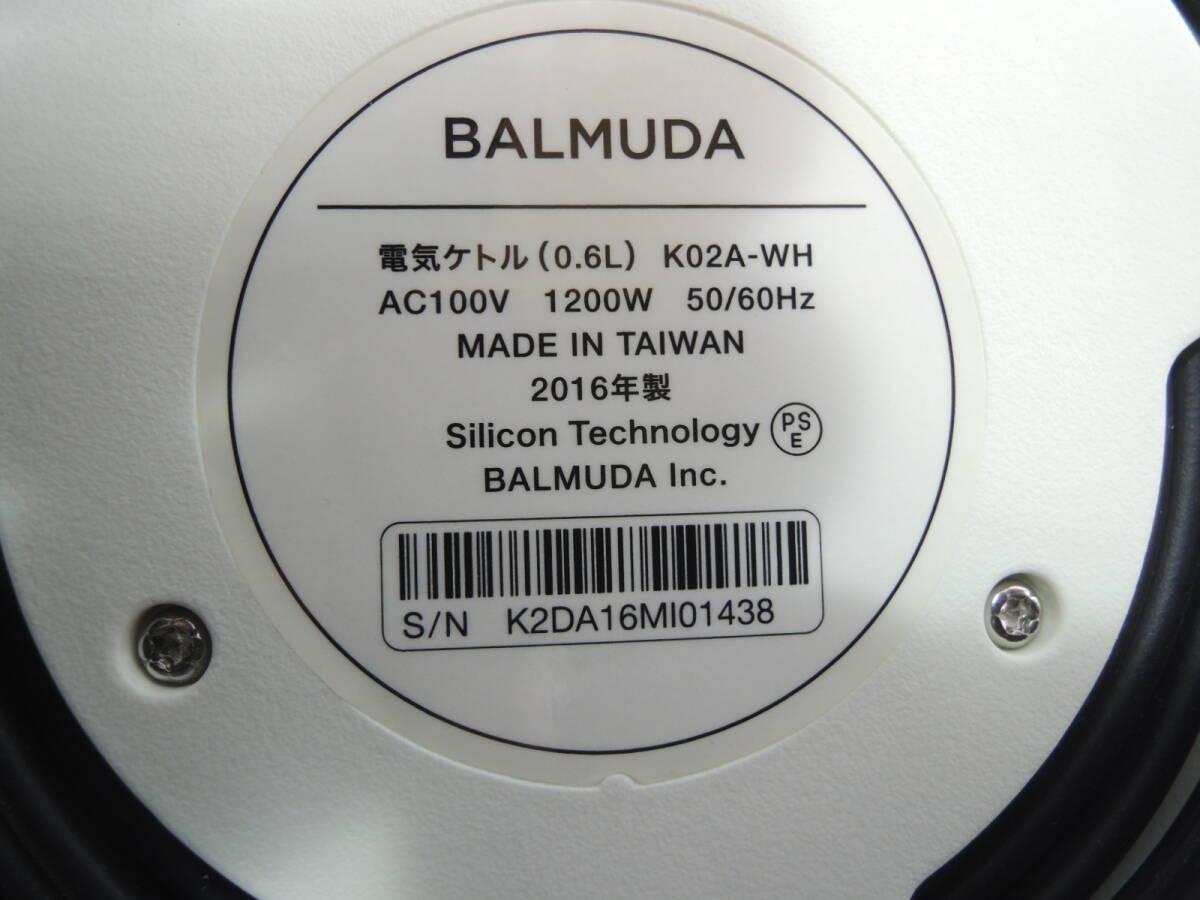 BALMUDA
電気ケトル(0.6L) K02A-WH
AC100V 1200W 50/60Hz
MADE IN TAIWAN
2016年製
Silicon Technology PSE
BALMUDA Inc.
S/N K2DA16MI01438